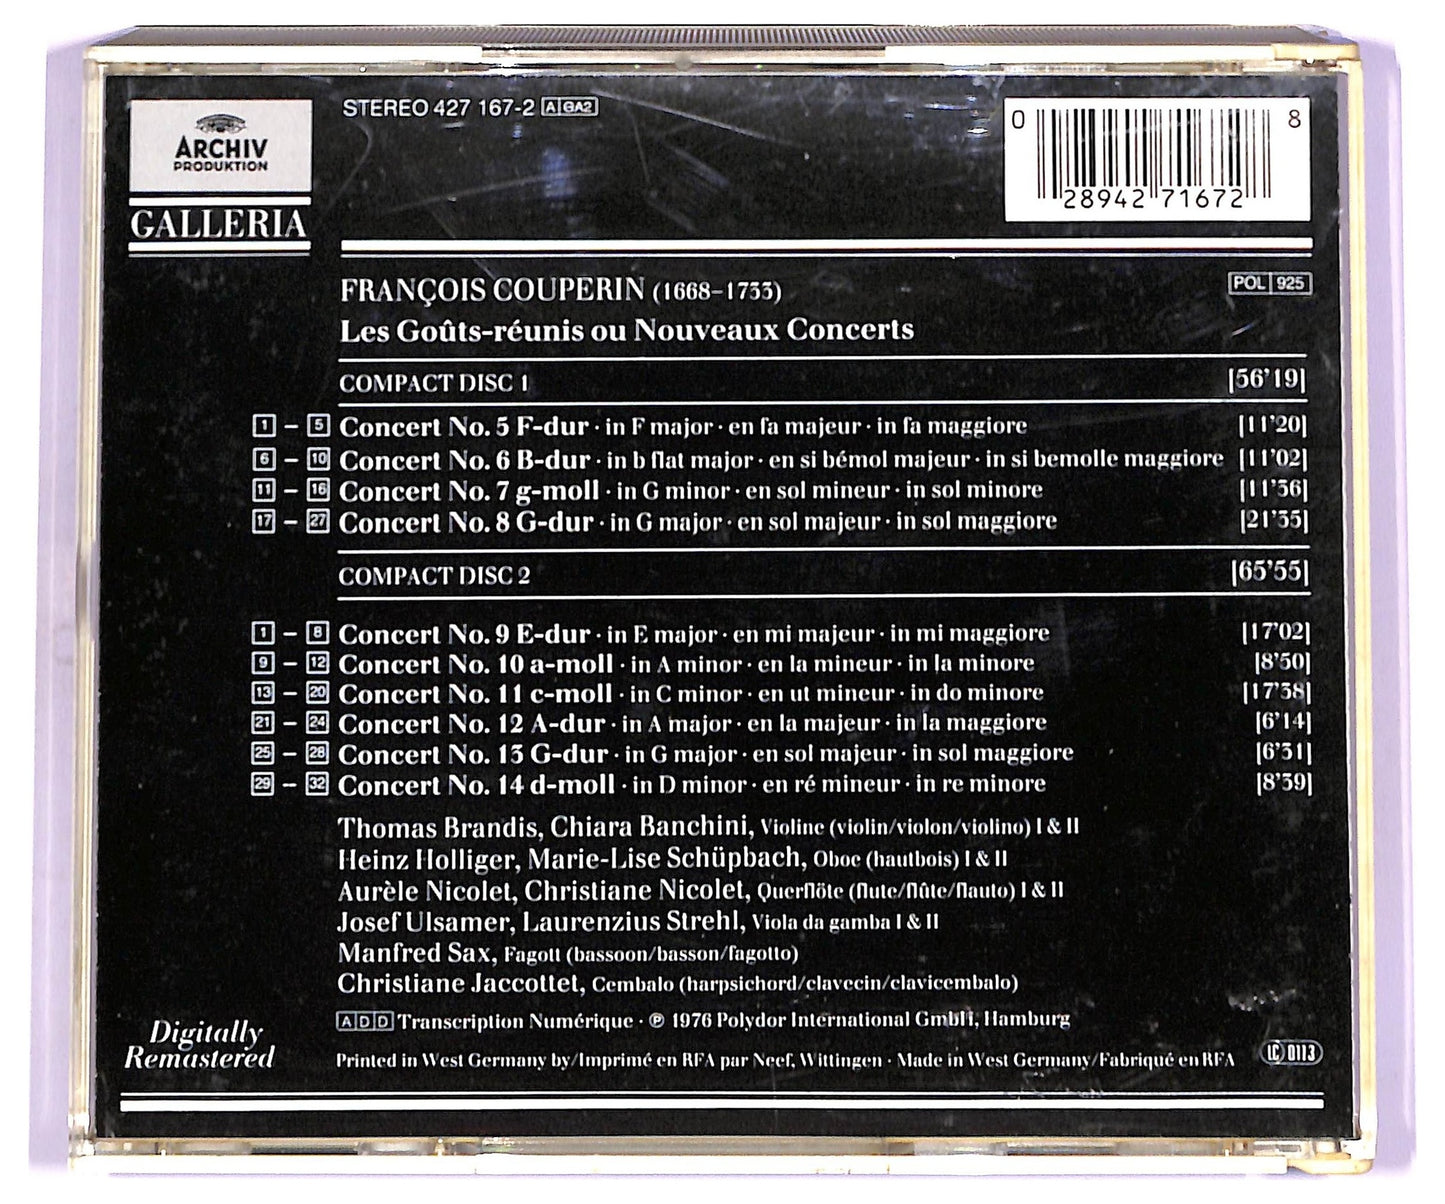 ARCHIV
PRODUKTION
GALLERIA
STEREO 427 167-2 A GA2
0 28942 71672 8
FRANÇOIS COUPERIN (1668–1733)
POL 925
Les Goûts-réunis ou Nouveaux Concerts
COMPACT DISC 1 [56'19]
1 – 5 Concert No. 5 F-dur · in F major · en fa majeur · in fa maggiore [11'20]
6 – 10 Concert No. 6 B-dur · in b flat major · en si bémol majeur · in si bemolle maggiore [11'02]
11 – 16 Concert No. 7 g-moll · in G minor · en sol mineur · in sol minore [11'36]
17 – 27 Concert No. 8 G-dur · in G major · en sol majeur · in sol maggiore [21'35]
COMPACT DISC 2 [65'55]
1 – 8 Concert No. 9 E-dur · in E major · en mi majeur · in mi maggiore [17'02]
9 – 12 Concert No. 10 a-moll · in A minor · en la mineur · in la minore [8'50]
13 – 20 Concert No. 11 c-moll · in C minor · en ut mineur · in do minore [17'38]
21 – 24 Concert No. 12 A-dur · in A major · en la majeur · in la maggiore [6'14]
25 – 28 Concert No. 13 G-dur · in G major · en sol majeur · in sol maggiore [6'31]
29 – 32 Concert No. 14 d-moll · in D minor · en ré mineur · in re minore [8'39]
Thomas Brandis, Chiara Banchini, Violine (violin/violon/violino) I & II
Heinz Holliger, Marie-Lise Schüpbach, Oboe (hautbois) I & II
Aurèle Nicolet, Christiane Nicolet, Querflöte (flute/flûte/flauto) I & II
Josef Ulsamer, Laurenzius Strehl, Viola da gamba I & II
Manfred Sax, Fagott (bassoon/basson/fagotto)
Christiane Jaccottet, Cembalo (harpsichord/clavecin/clavicembalo)
ADD Transcription Numérique · ℗ 1976 Polydor International GmbH, Hamburg
Printed in West Germany by/Imprimé en RFA par Neef, Wittingen · Made in West Germany/Fabriqué en RFA
LC 0113
Digitally
Remastered